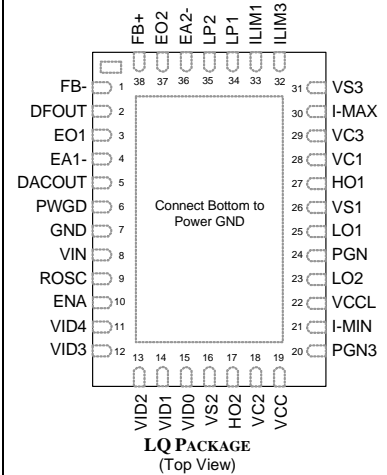 FB+
EO2
EA2-
LP2
LP1
ILIM1
ILIM3
38
37
36
35
34
33
32
FB- 1
DFOUT 2
EO1 3
EA1- 4
DACOUT 5
PWGD 6
GND 7
VIN 8
ROSC 9
ENA 10
VID4 11
VID3 12
Connect Bottom to
Power GND
31 VS3
30 I-MAX
29 VC3
28 VC1
27 HO1
26 VS1
25 LO1
24 PGN
23 LO2
22 VCCL
21 I-MIN
20 PGN3
13
14
15
16
17
18
19
VID2
VID1
VID0
VS2
HO2
VC2
VCC
LQ PACKAGE
(Top View)